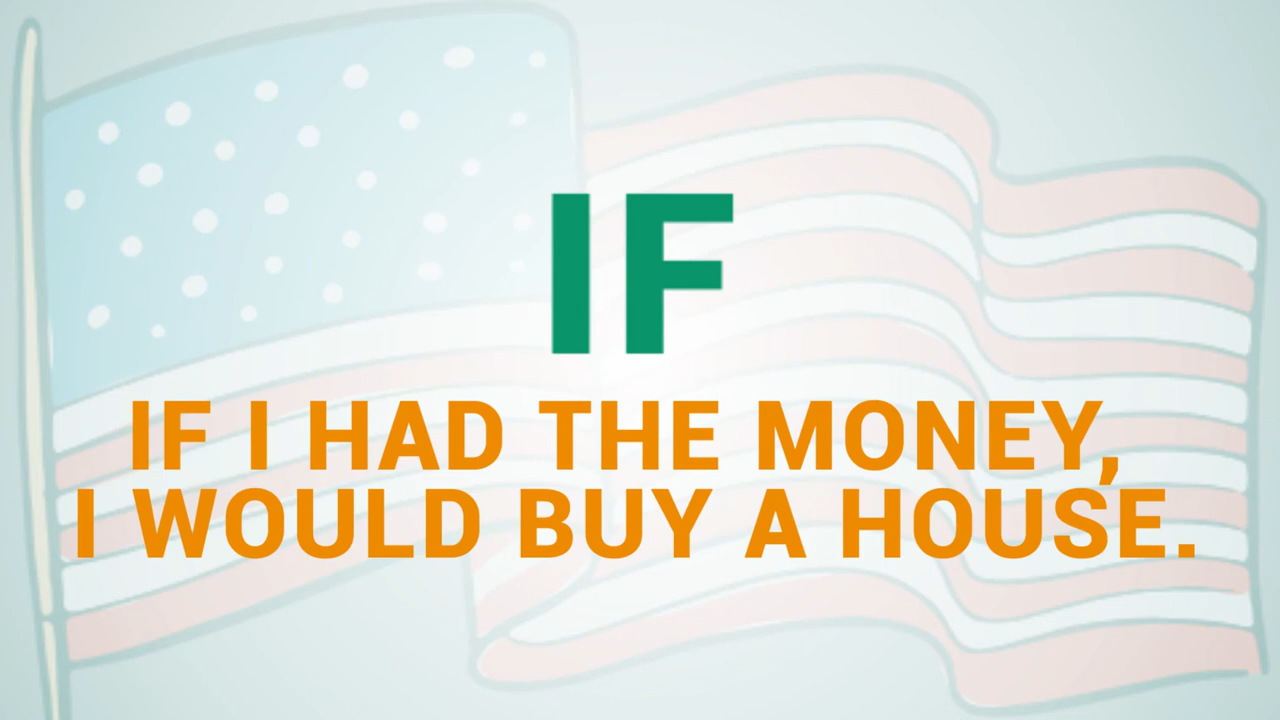 IF
IF I HAD THE MONEY,
I WOULD BUY A HOUSE.